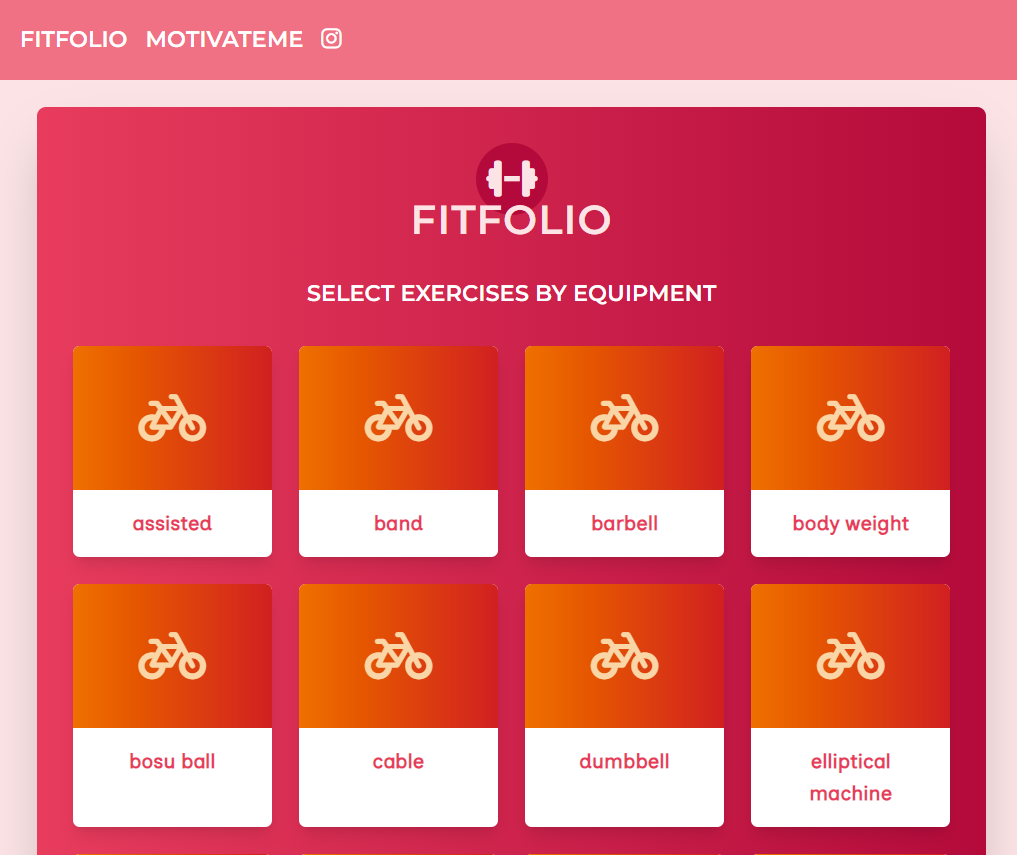 FITFOLIO MOTIVATEME
FITFOLIO
SELECT EXERCISES BY EQUIPMENT
assisted
band
barbell
body weight
bosu ball
cable
dumbbell
elliptical
machine